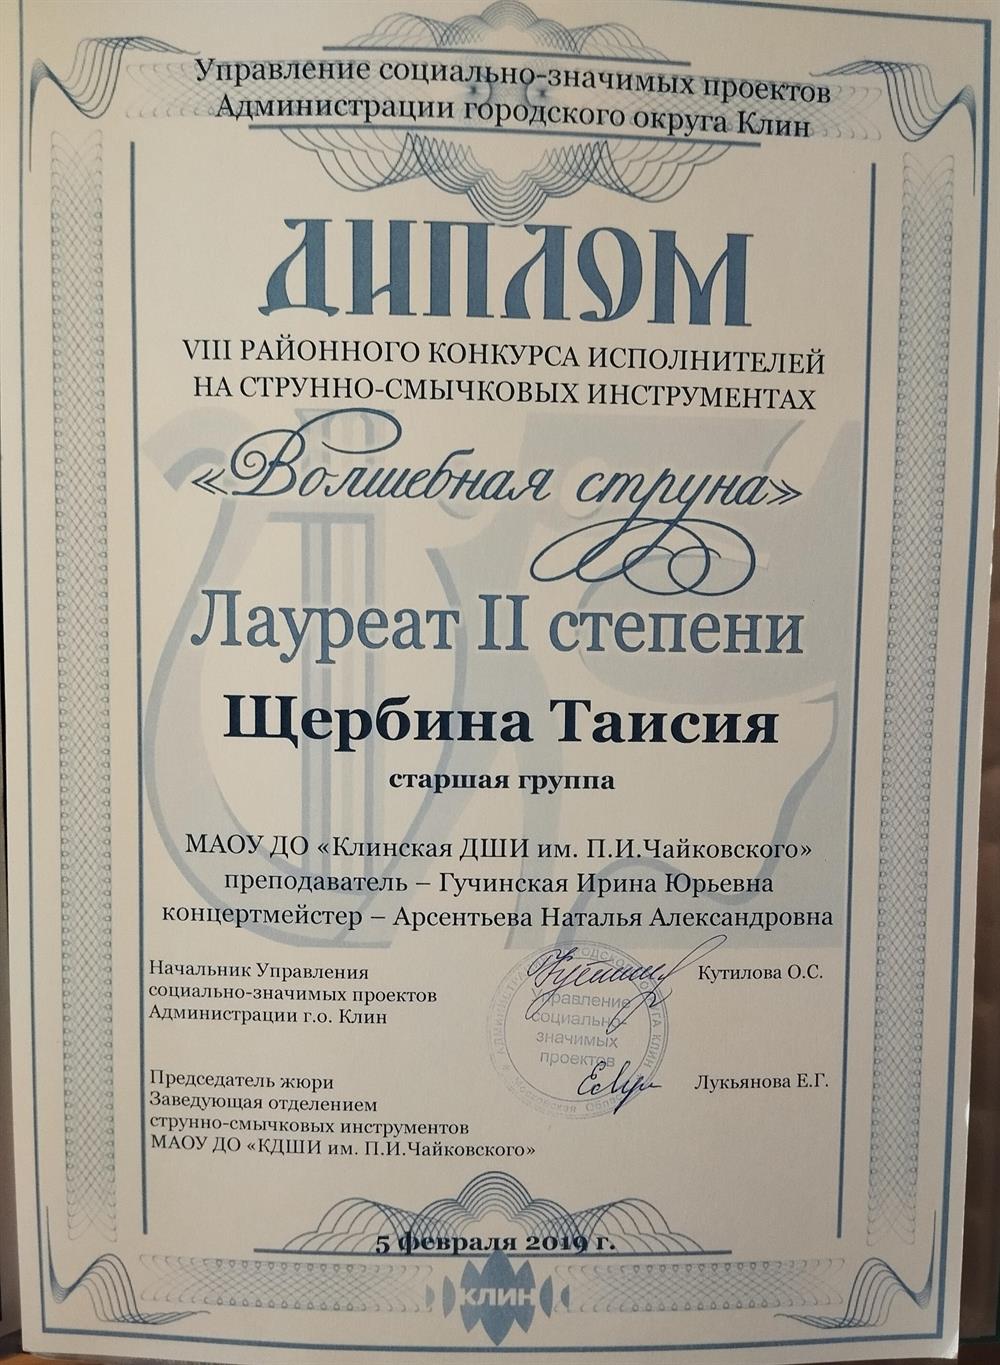 Управление социально-значимых проектов
Администрации городского округа Клин
ДИПЛОМ
VIII РАЙОННОГО КОНКУРСА ИСПОЛНИТЕЛЕЙ
НА СТРУННО-СМЫЧКОВЫХ ИНСТРУМЕНТАХ
«Волшебная струна»
Лауреат II степени
Щербина Таисия
старшая группа
МАОУ ДО «Клинская ДШИ им. П.И.Чайковского»
преподаватель – Гучинская Ирина Юрьевна
концертмейстер – Арсентьева Наталья Александровна
Начальник Управления
социально-значимых проектов
Администрации г.о. Клин
Кутилова О.С.
Управление
социально-
значимых
проектов
Председатель жюри
Заведующая отделением
струнно-смычковых инструментов
МАОУ ДО «КДШИ им. П.И.Чайковского»
Лукьянова Е.Г.
5 февраля 2019 г.
КЛИН